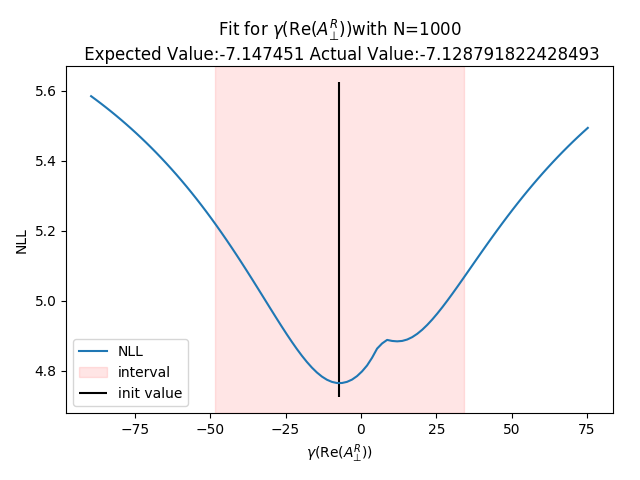 Fit for γ(Re(A⊥ᴿ))with N=1000
Expected Value:-7.147451 Actual Value:-7.128791822428493
5.6
5.4
5.2
5.0
4.8
NLL
NLL
interval
init value
−75
−50
−25
0
25
50
75
γ(Re(A⊥ᴿ))